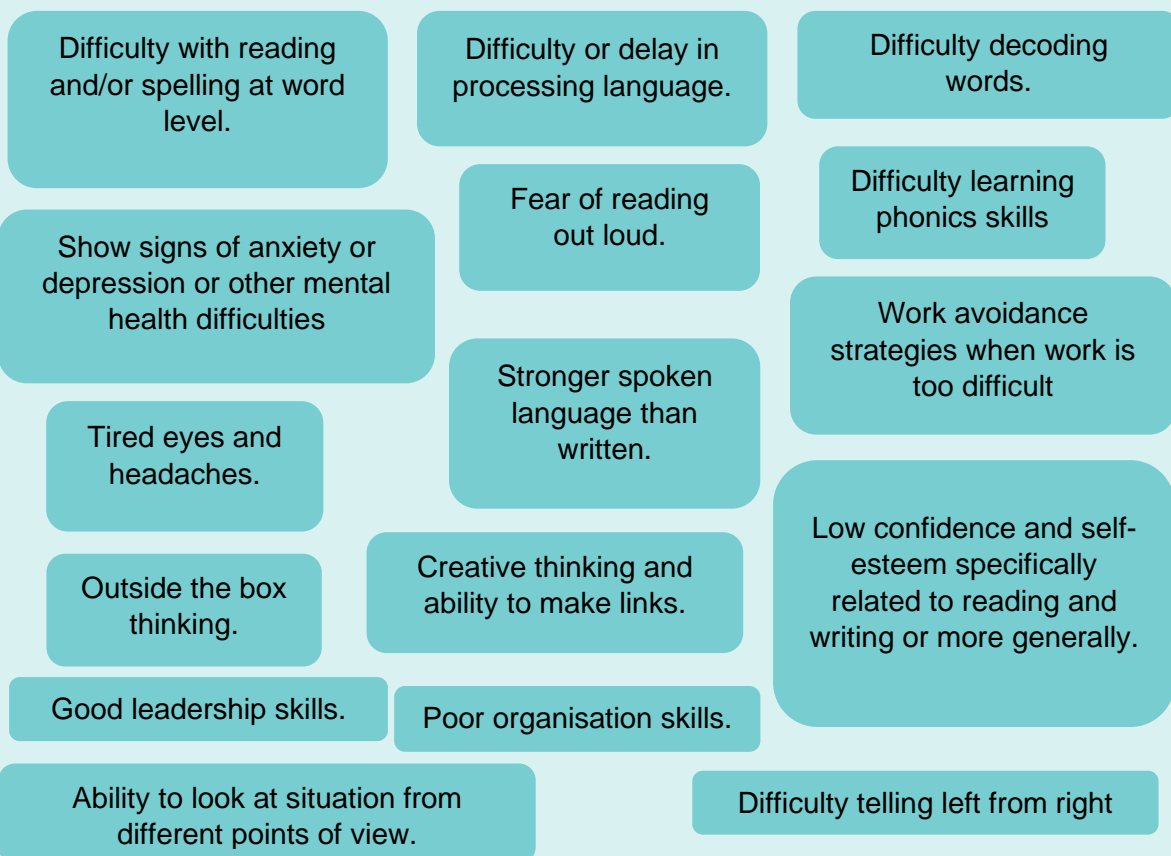 Difficulty with reading
and/or spelling at word
level.
Difficulty or delay in
processing language.
Difficulty decoding
words.
Fear of reading
out loud.
Difficulty learning
phonics skills
Show signs of anxiety or
depression or other mental
health difficulties
Work avoidance
strategies when work is
too difficult
Stronger spoken
language than
written.
Tired eyes and
headaches.
Low confidence and self-
esteem specifically
related to reading and
writing or more generally.
Creative thinking and
ability to make links.
Outside the box
thinking.
Good leadership skills.
Poor organisation skills.
Ability to look at situation from
different points of view.
Difficulty telling left from right